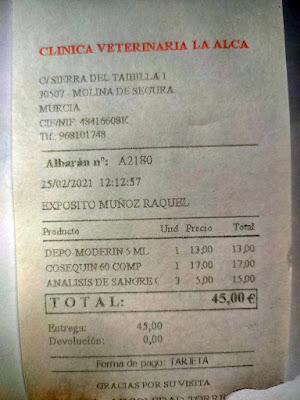 CLINICA VETERINARIA LA ALCA
C/ SIERRA DEL TAIBILLA 1
30507 - MOLINA DE SEGURA
MURCIA
CIF/NIF: 48416608K
Tlf.: 968101748
Albarán nº: A2180
25/02/2021 12:12:57
EXPOSITO MUÑOZ RAQUEL
Producto Und Precio Total
DEPO-MODERIN 5 ML 1 13,00 13,00
COSEQUIN 60 COMP 1 17,00 17,00
ANALISIS DE SANGRE ( 3 5,00 15,00
TOTAL: 45,00 €
Entrega: 45,00
Devolución: 0,00
Forma de pago: TARJETA
GRACIAS POR SU VISITA